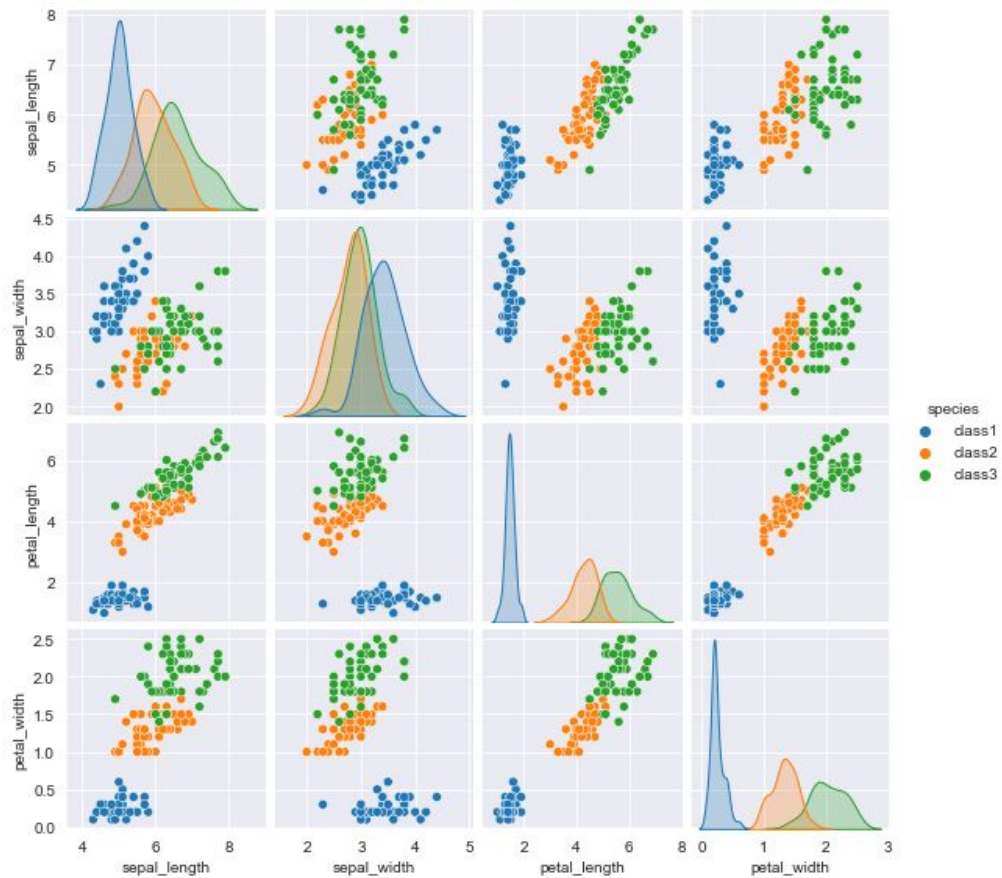 sepal_length
8
7
6
5
sepal_width
4.5
4.0
3.5
3.0
2.5
2.0
species
class1
class2
class3
petal_length
6
4
2
petal_width
2.5
2.0
1.5
1.0
0.5
0.0
4 6 8 2 3 4 5 2 4 6 8 0 1 2 3
sepal_length sepal_width petal_length petal_width